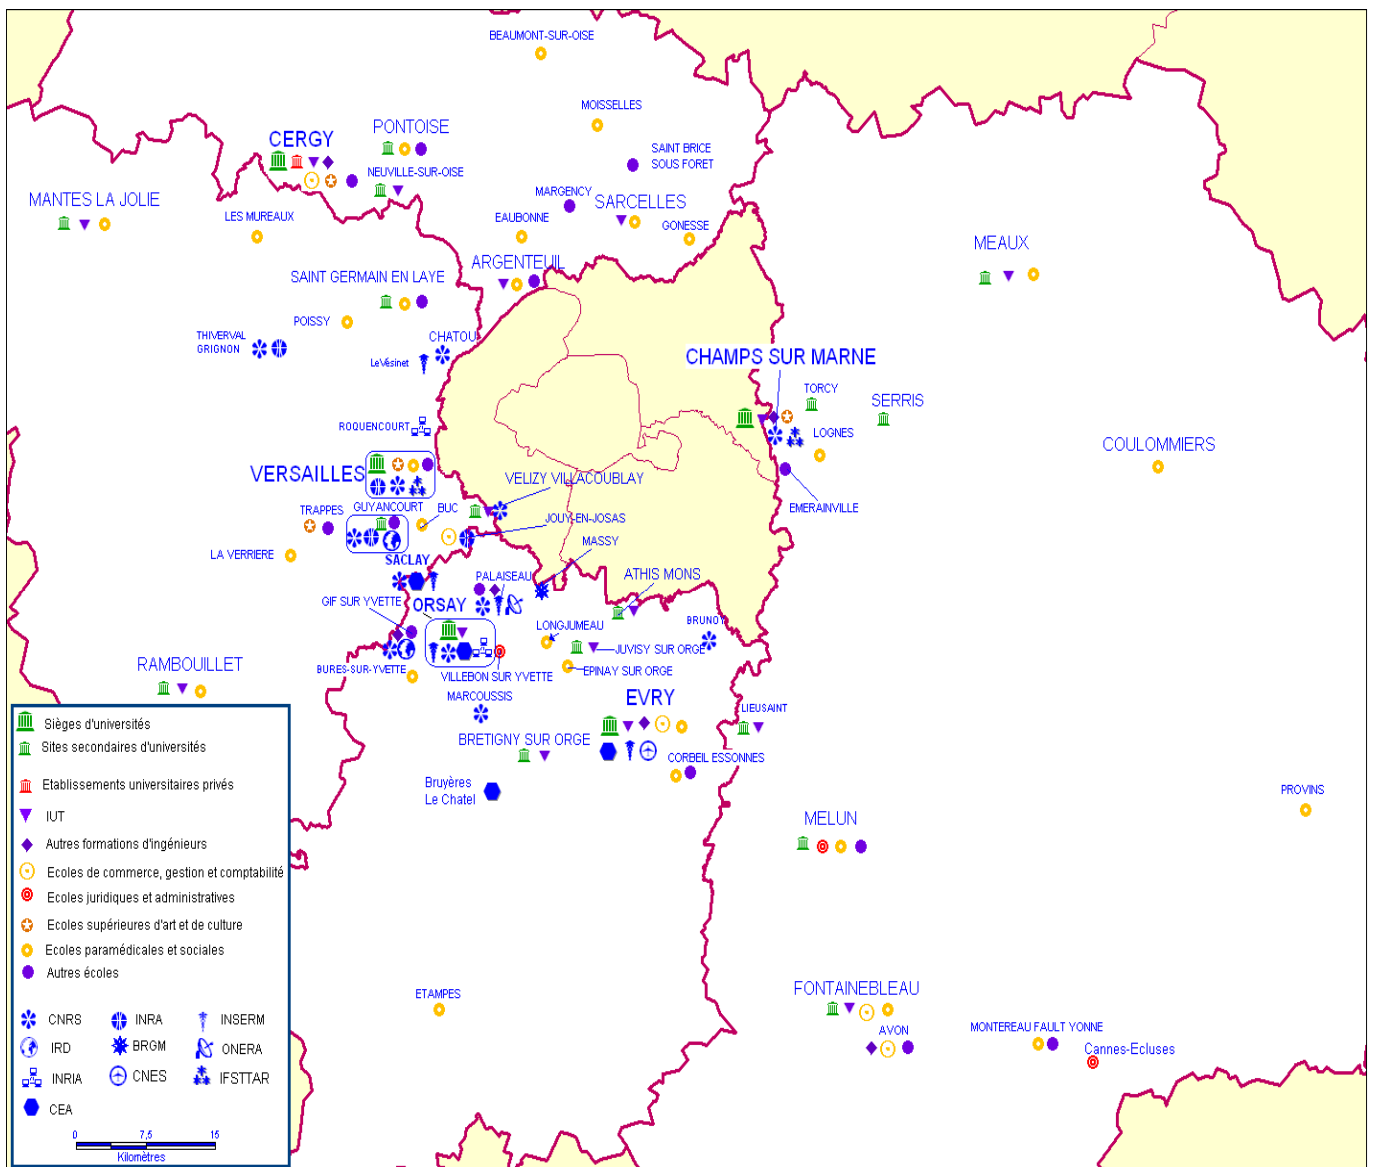 BEAUMONT-SUR-OISE
MOISSELLES
PONTOISE
CERGY
SAINT BRICE
SOUS FORET
NEUVILLE-SUR-OISE
MARGENCY
SARCELLES
MANTES LA JOLIE
LES MUREAUX
EAUBONNE
GONESSE
MEAUX
ARGENTEUIL
SAINT GERMAIN EN LAYE
POISSY
THIVERVAL
GRIGNON
CHATOU
LeVésinet
CHAMPS SUR MARNE
TORCY
SERRIS
ROQUENCOURT
LOGNES
COULOMMIERS
VERSAILLES
VELIZY VILLACOUBLAY
EMERAINVILLE
TRAPPES
GUYANCOURT
BUC
JOUY-EN-JOSAS
MASSY
LA VERRIERE
SACLAY
PALAISEAU
ATHIS MONS
GIF SUR YVETTE
ORSAY
LONGJUMEAU
BRUNOY
JUVISY SUR ORGE
RAMBOUILLET
BURES-SUR-YVETTE
VILLEBON SUR YVETTE
EPINAY SUR ORGE
MARCOUSSIS
EVRY
LIEUSAINT
BRETIGNY SUR ORGE
CORBEIL ESSONNES
Bruyères
Le Chatel
PROVINS
MELUN
ETAMPES
FONTAINEBLEAU
AVON
MONTEREAU FAULT YONNE
Cannes-Ecluses
Sièges d'universités
Sites secondaires d'universités
Etablissements universitaires privés
IUT
Autres formations d'ingénieurs
Ecoles de commerce, gestion et comptabilité
Ecoles juridiques et administratives
Ecoles supérieures d'art et de culture
Ecoles paramédicales et sociales
Autres écoles
CNRS INRA INSERM
IRD BRGM ONERA
INRIA CNES IFSTTAR
CEA
0 7,5 15
Kilomètres